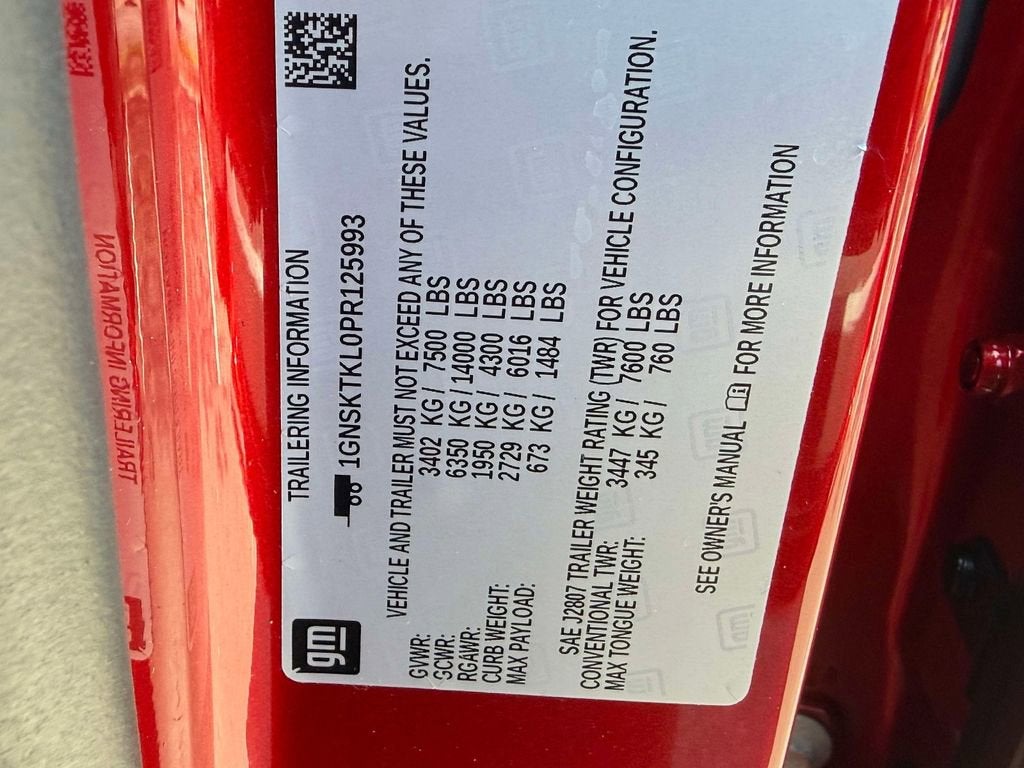 gm
TRAILERING INFORMATION
1GNSKTKL0PR125993
VEHICLE AND TRAILER MUST NOT EXCEED ANY OF THESE VALUES.
GVWR: 3402 KG / 7500 LBS
GCWR: 6350 KG / 14000 LBS
RGAWR: 1950 KG / 4300 LBS
CURB WEIGHT: 2729 KG / 6016 LBS
MAX PAYLOAD: 673 KG / 1484 LBS
SAE J2807 TRAILER WEIGHT RATING (TWR) FOR VEHICLE CONFIGURATION.
CONVENTIONAL TWR: 3447 KG / 7600 LBS
MAX TONGUE WEIGHT: 345 KG / 760 LBS
SEE OWNER'S MANUAL FOR MORE INFORMATION
TRAILERING INFORMATION